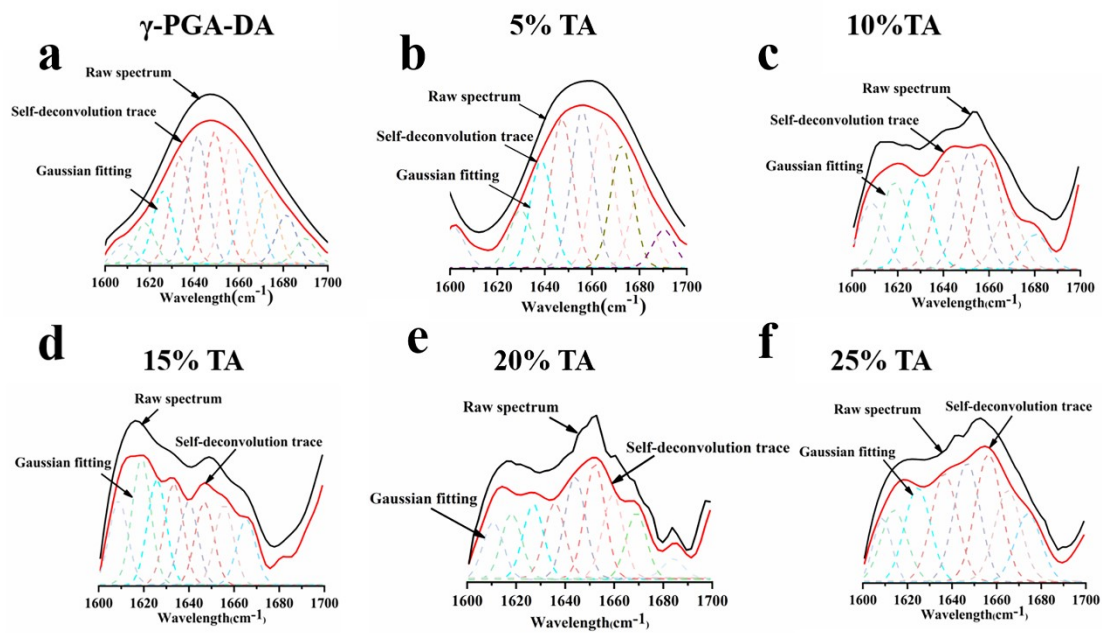 γ-PGA-DA
5% TA
10%TA
a
b
c
Raw spectrum
Self-deconvolution trace
Gaussian fitting
1600 1620 1640 1660 1680 1700
Wavelength(cm-1)
Raw spectrum
Self-deconvolution trace
Gaussian fitting
1600 1620 1640 1660 1680 1700
Wavelength(cm-1)
Raw spectrum
Self-deconvolution trace
Gaussian fitting
1600 1620 1640 1660 1680 1700
Wavelength(cm-1)
d
15% TA
e
20% TA
f
25% TA
Raw spectrum
Self-deconvolution trace
Gaussian fitting
1600 1620 1640 1660 1680 1700
Wavelength(cm-1)
Raw spectrum
Self-deconvolution trace
Gaussian fitting
1600 1620 1640 1660 1680 1700
Wavelength(cm-1)
Self-deconvolution trace
Raw spectrum
Gaussian fitting
1600 1620 1640 1660 1680 1700
Wavelength(cm-1)